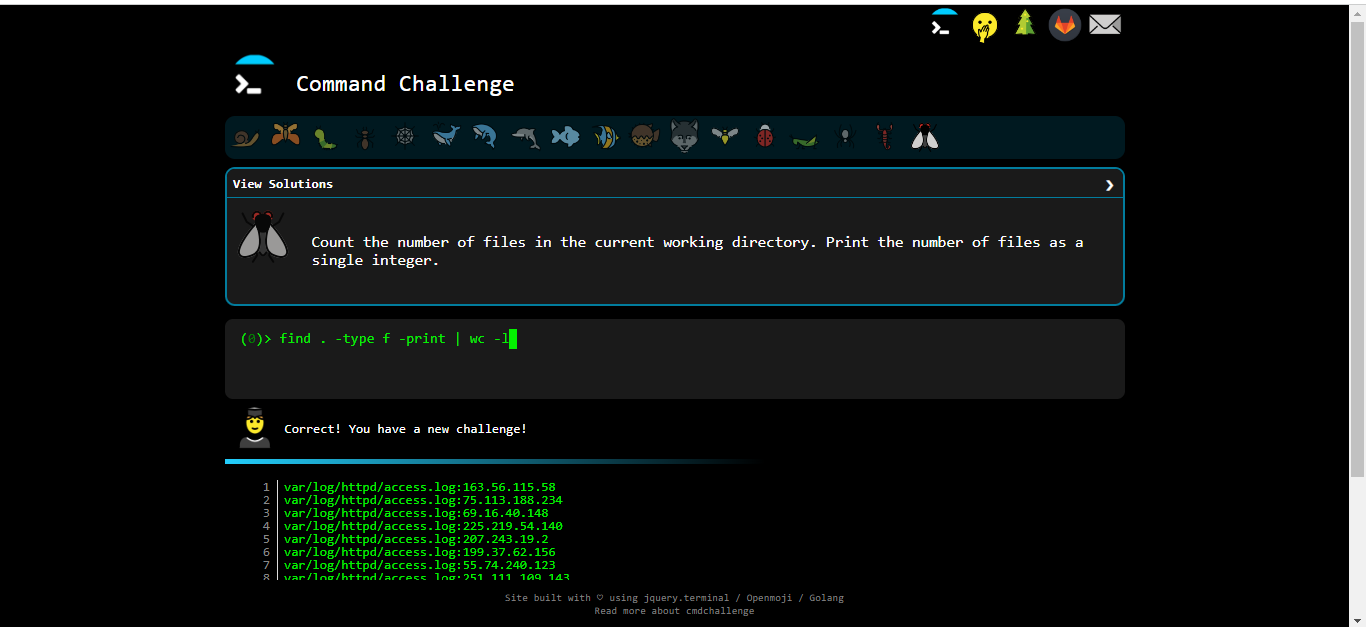 Command Challenge
View Solutions
Count the number of files in the current working directory. Print the number of files as a
single integer.
(0)> find . -type f -print | wc -l
Correct! You have a new challenge!
1 var/log/httpd/access.log:163.56.115.58
2 var/log/httpd/access.log:75.113.188.234
3 var/log/httpd/access.log:69.16.40.148
4 var/log/httpd/access.log:225.219.54.140
5 var/log/httpd/access.log:207.243.19.2
6 var/log/httpd/access.log:199.37.62.156
7 var/log/httpd/access.log:55.74.240.123
8 var/log/httpd/access.log:251.111.109.143
Site built with ♡ using jquery.terminal / Openmoji / Golang
Read more about cmdchallenge